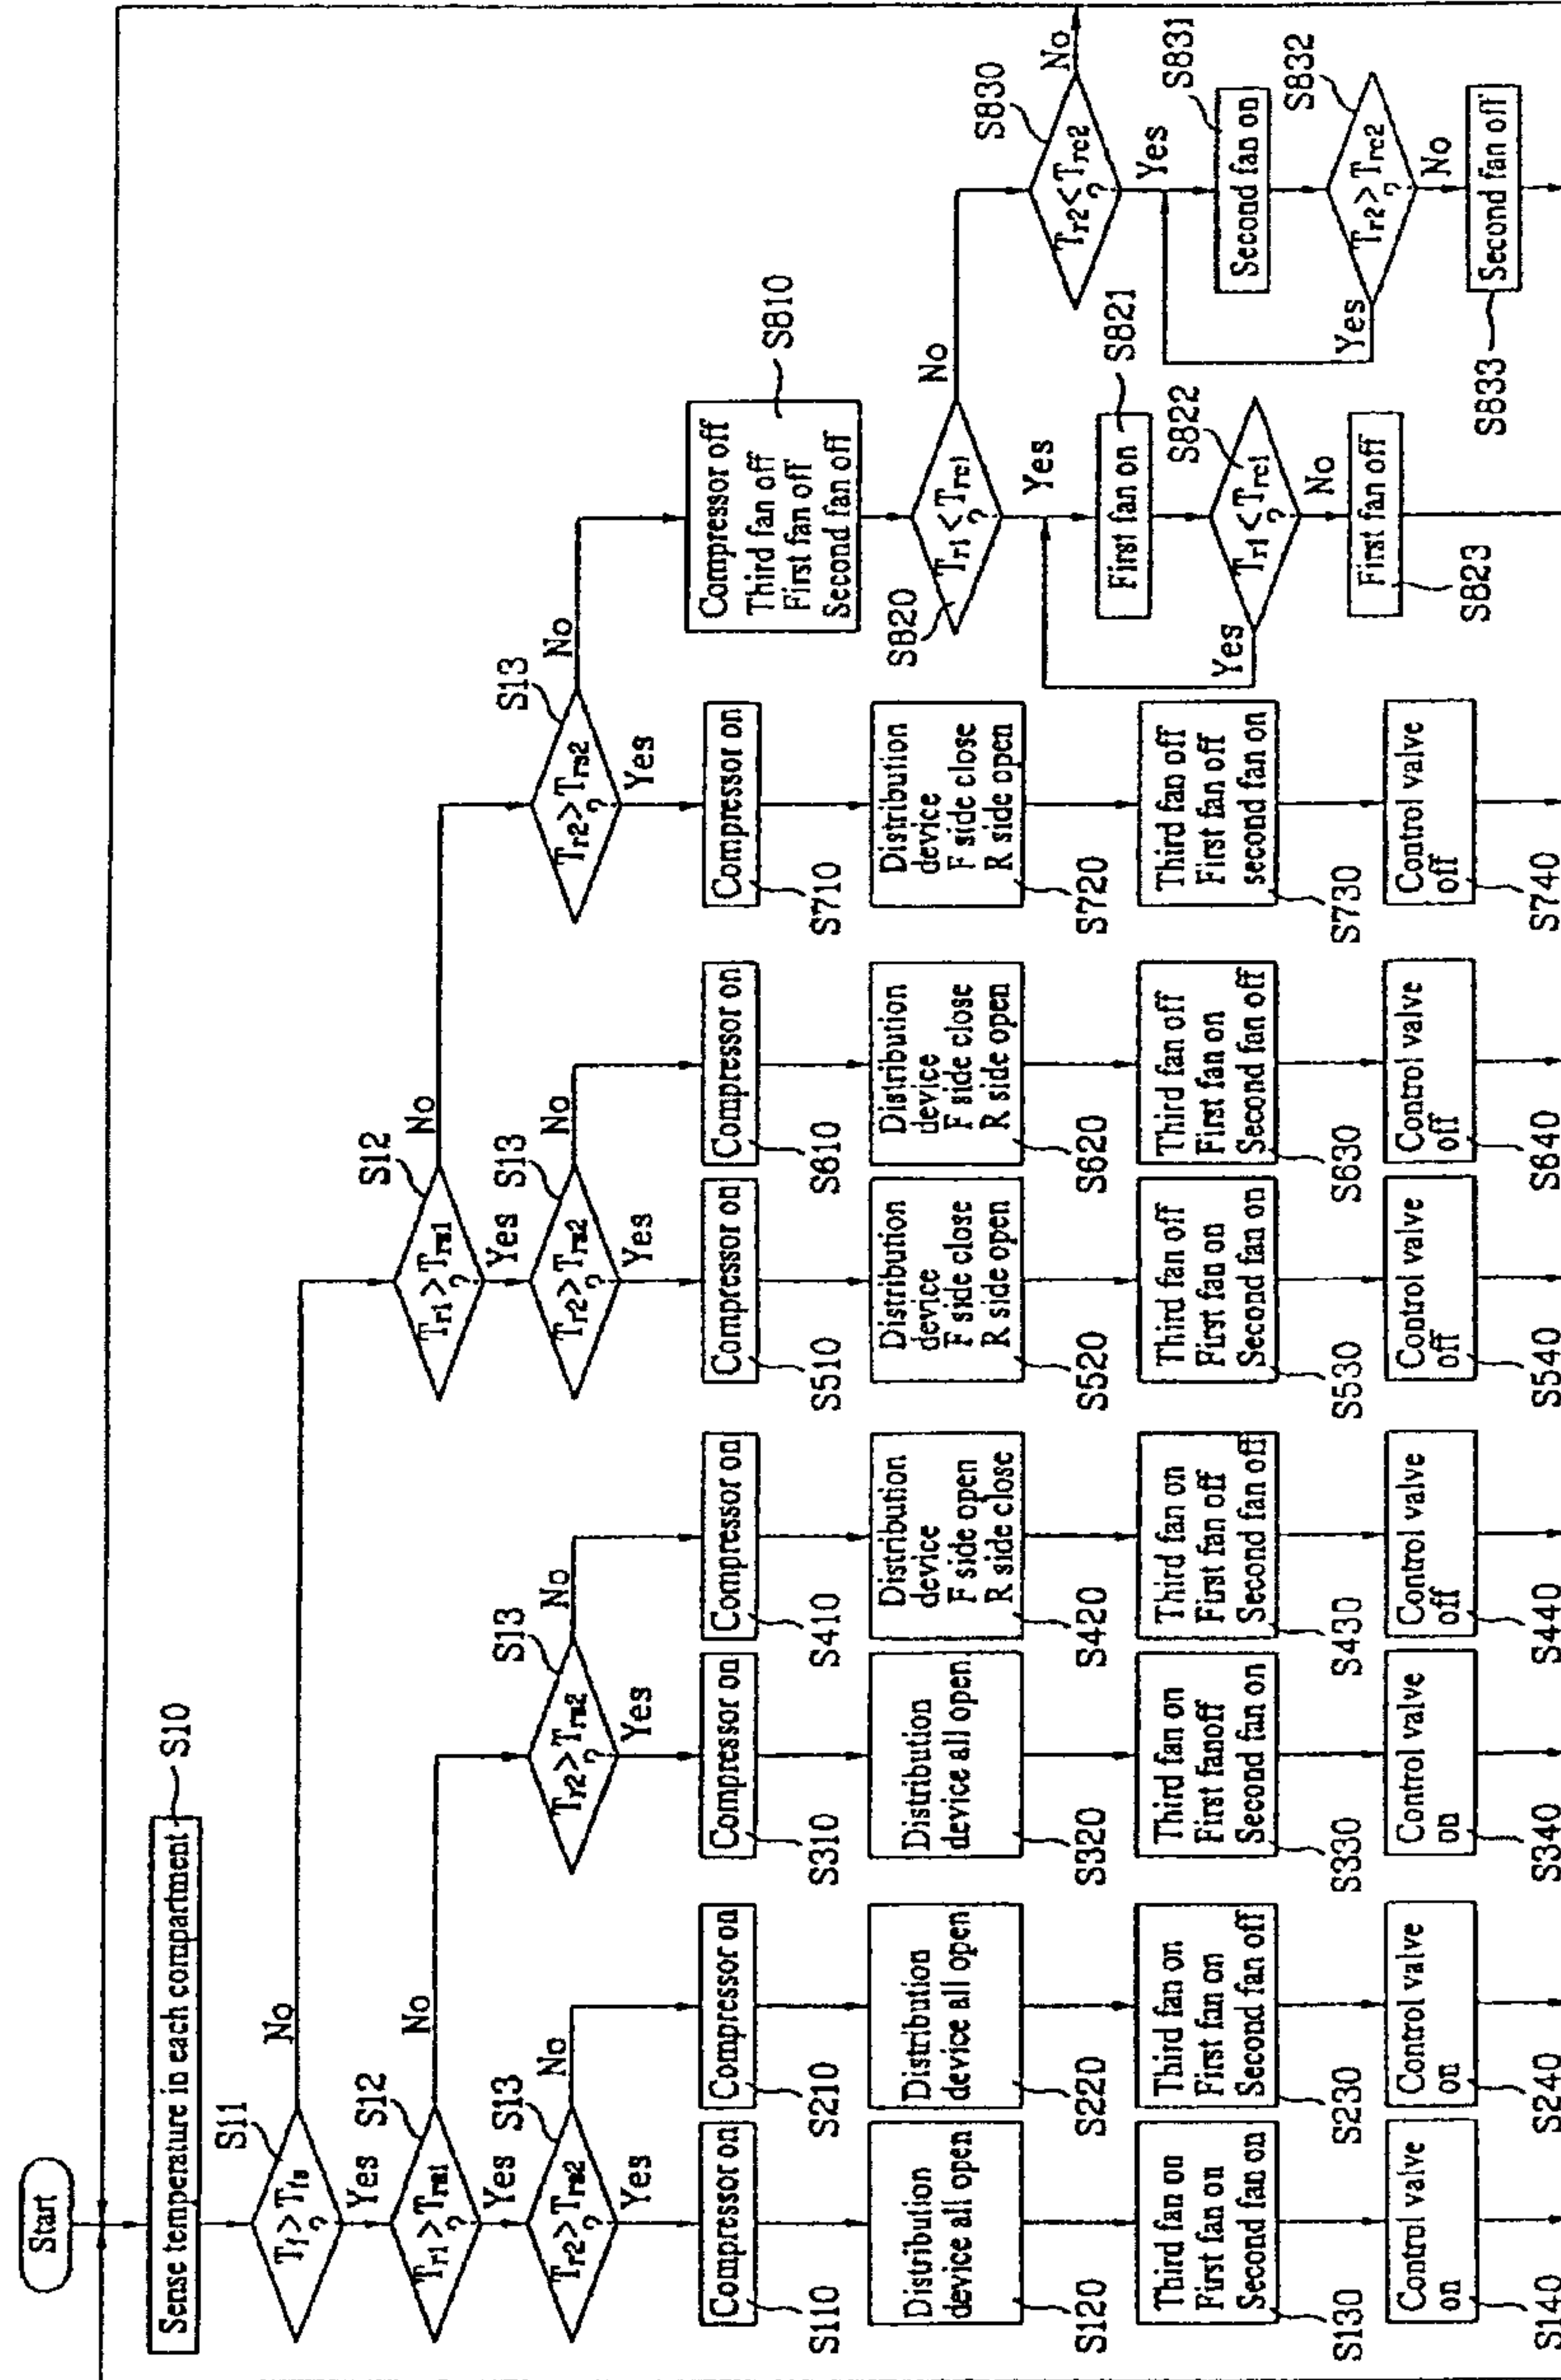 Start
Sense temperature in each compartment
S10
Tf > Tfs
?
S11
No
Yes
Tr1 > Trs1
?
S12
No
Yes
Tr2 > Trs2
?
S13
No
Yes
Tr2 > Trs2
?
S13
No
Yes
Tr1 > Trs1
?
S12
No
Yes
Tr2 > Trs2
?
S13
No
Yes
Tr2 > Trs2
?
S13
No
Yes
Compressor on
S110
Distribution
device all open
S120
Third fan on
First fan on
Second fan on
S130
Control valve
on
S140
Compressor on
S210
Distribution
device all open
S220
Third fan on
First fan on
Second fan off
S230
Control valve
on
S240
Compressor on
S310
Distribution
device all open
S320
Third fan on
First fanoff
Second fan on
S330
Control valve
on
S340
Compressor on
S410
Distribution
device
F side open
R side close
S420
Third fan on
First fan off
Second fan off
S430
Control valve
off
S440
Compressor on
S510
Distribution
device
F side close
R side open
S520
Third fan off
First fan on
Second fan on
S530
Control valve
off
S540
Compressor on
S610
Distribution
device
F side close
R side open
S620
Third fan off
First fan on
Second fan off
S630
Control valve
off
S640
Compressor on
S710
Distribution
device
F side close
R side open
S720
Third fan off
First fan off
second fan on
S730
Control valve
off
S740
Compressor off
Third fan off
First fan off
Second fan off
S810
Tr1 < Trc1
?
S820
No
Yes
First fan on
S821
Tr1 < Trc1
?
S822
Yes
No
First fan off
S823
Tr2 < Trc2
?
S830
No
Yes
Second fan on
S831
Tr2 > Trc2
?
S832
Yes
No
Second fan off
S833